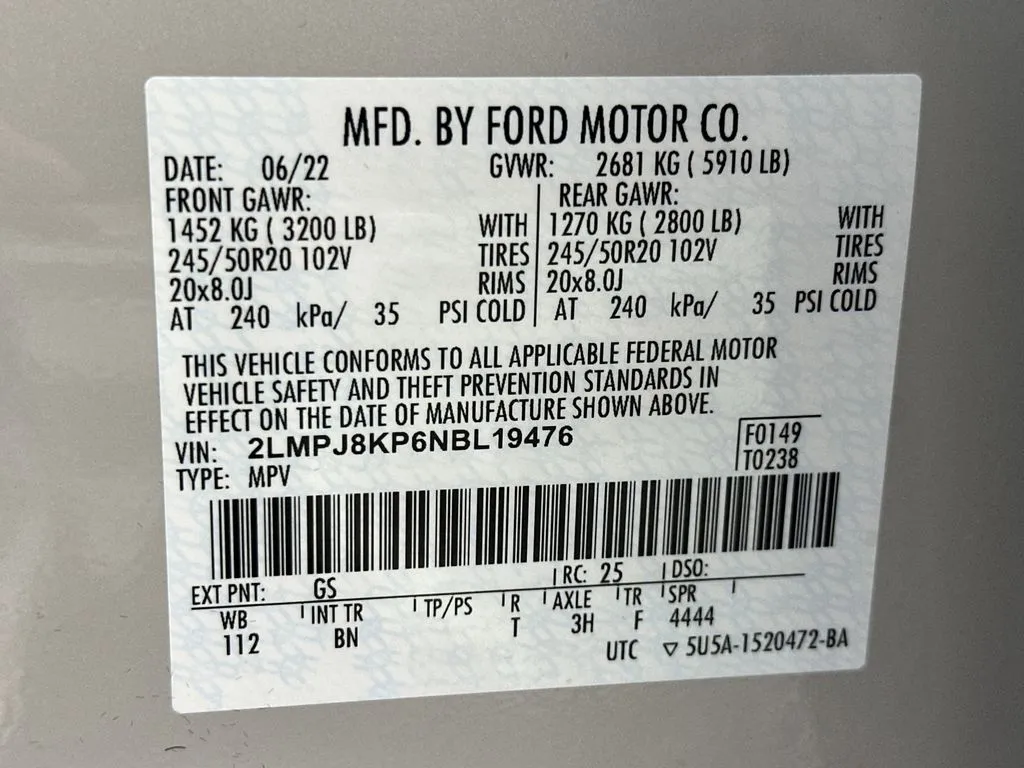 MFD. BY FORD MOTOR CO.
DATE: 06/22 GVWR: 2681 KG ( 5910 LB)
FRONT GAWR: REAR GAWR:
1452 KG ( 3200 LB) WITH 1270 KG ( 2800 LB) WITH
245/50R20 102V TIRES 245/50R20 102V TIRES
20x8.0J RIMS 20x8.0J RIMS
AT 240 kPa/ 35 PSI COLD AT 240 kPa/ 35 PSI COLD
THIS VEHICLE CONFORMS TO ALL APPLICABLE FEDERAL MOTOR
VEHICLE SAFETY AND THEFT PREVENTION STANDARDS IN
EFFECT ON THE DATE OF MANUFACTURE SHOWN ABOVE.
VIN: 2LMPJ8KP6NBL19476 F0149
TYPE: MPV T0238
EXT PNT: GS RC: 25 DSO:
WB INT TR TP/PS R AXLE TR SPR
112 BN T 3H F 4444
UTC ▽ 5U5A-1520472-BA